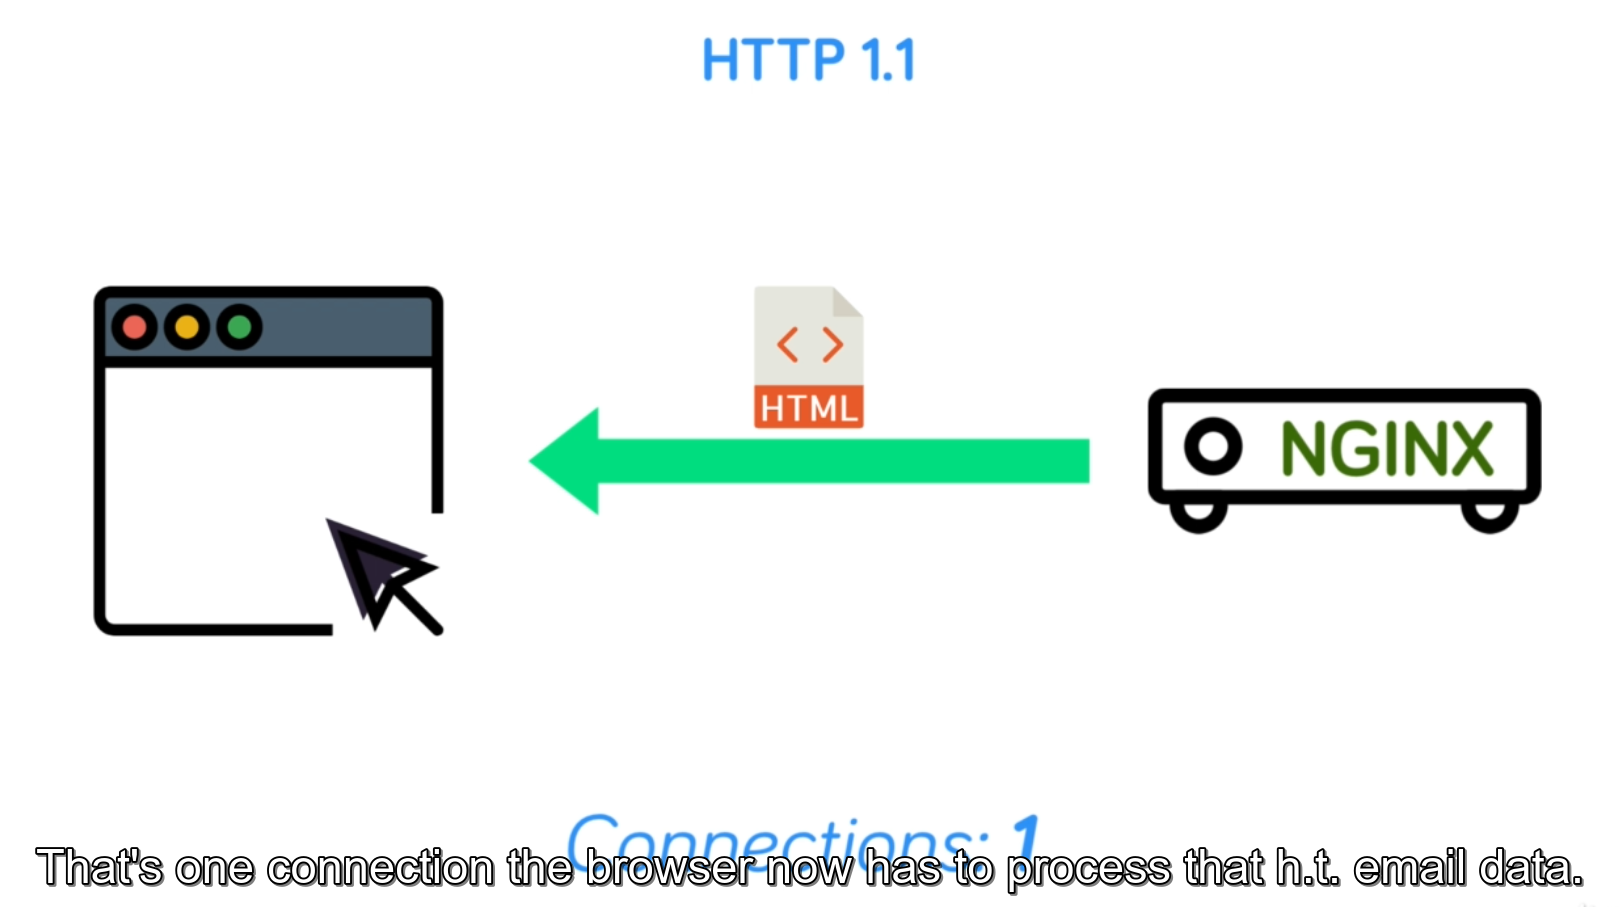 HTTP 1.1
HTML
NGINX
Connections: 1
That's one connection the browser now has to process that h.t. email data.